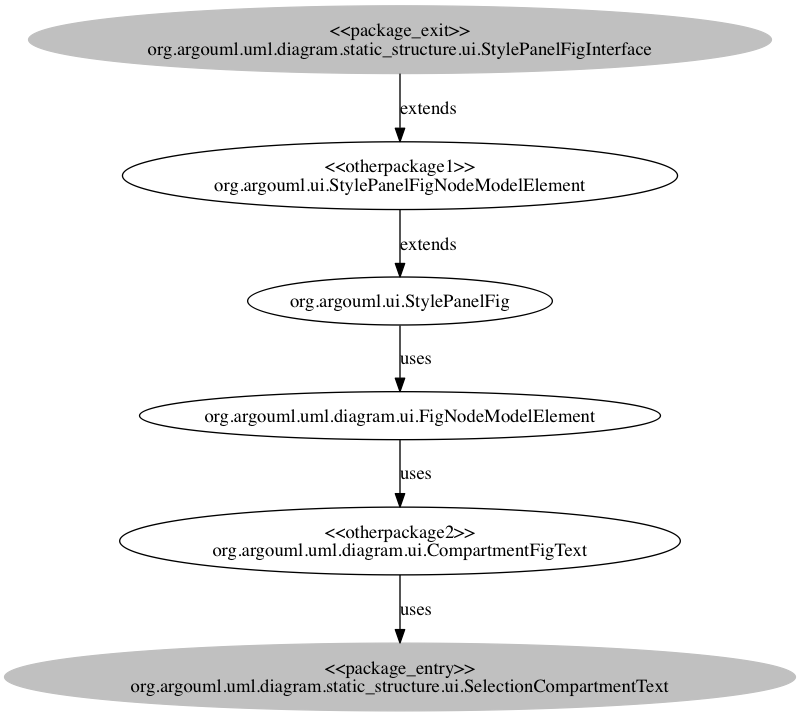 <<package_exit>>
org.argouml.uml.diagram.static_structure.ui.StylePanelFigInterface
extends
<<otherpackage1>>
org.argouml.ui.StylePanelFigNodeModelElement
extends
org.argouml.ui.StylePanelFig
uses
org.argouml.uml.diagram.ui.FigNodeModelElement
uses
<<otherpackage2>>
org.argouml.uml.diagram.ui.CompartmentFigText
uses
<<package_entry>>
org.argouml.uml.diagram.static_structure.ui.SelectionCompartmentText